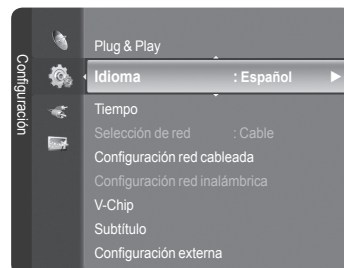 Configuración
Plug & Play
Idioma : Español
Tiempo
Selección de red : Cable
Configuración red cableada
Configuración red inalámbrica
V-Chip
Subtítulo
Configuración externa